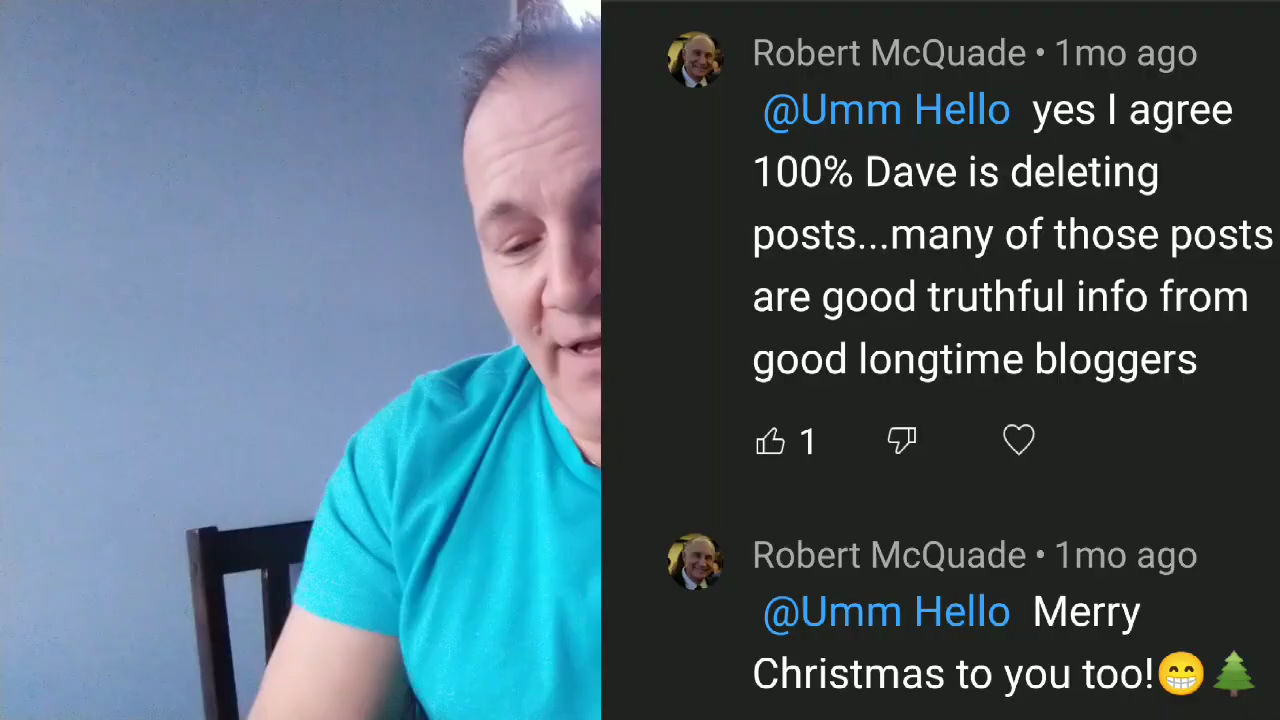 Robert McQuade • 1mo ago
@Umm Hello yes I agree
100% Dave is deleting
posts...many of those posts
are good truthful info from
good longtime bloggers
1
Robert McQuade • 1mo ago
@Umm Hello Merry
Christmas to you too!😁🌲